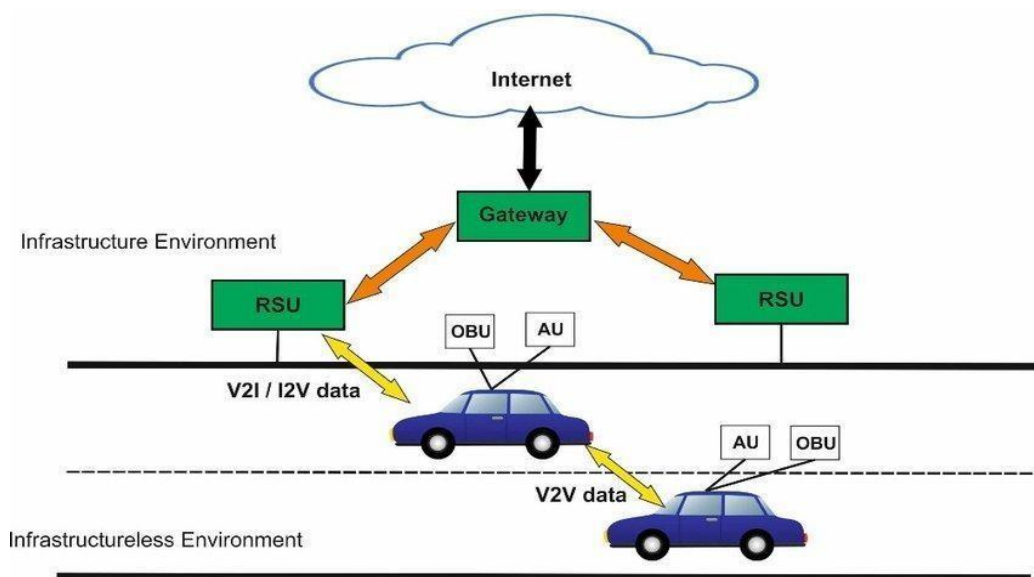 Internet
Gateway
Infrastructure Environment
RSU
RSU
OBU
AU
V2I / I2V data
AU
OBU
V2V data
Infrastructureless Environment